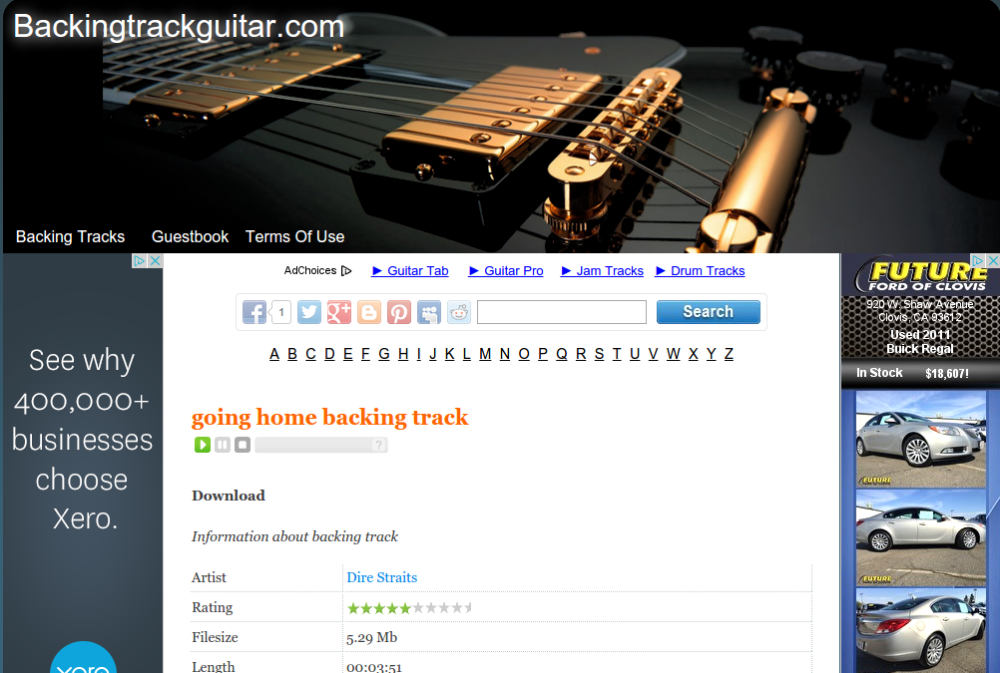 Backingtrackguitar.com
Backing Tracks Guestbook Terms Of Use
AdChoices Guitar Tab Guitar Pro Jam Tracks Drum Tracks
1 Search
A B C D E F G H I J K L M N O P Q R S T U V W X Y Z
See why
400,000+
businesses
choose
Xero.
xero
going home backing track
?
Download
Information about backing track
Artist Dire Straits
Rating
Filesize 5.29 Mb
Length 00:03:51
FUTURE
FORD OF CLOVIS
920 W. Shaw Avenue
Clovis, CA 93612
Used 2011
Buick Regal
In Stock $18,607!
FUTURE
FUTURE